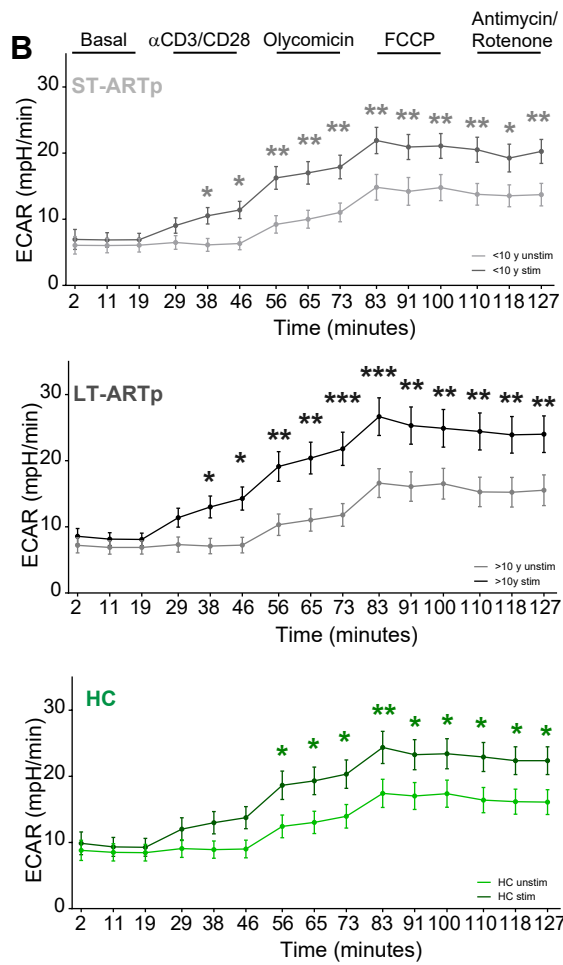 B
Basal αCD3/CD28 Olycomicin FCCP Antimycin/
Rotenone
ST-ARTp
ECAR (mpH/min)
30
20
10
0
* * ** ** ** ** ** ** ** * **
<10 y unstim
<10 y stim
2 11 19 29 38 46 56 65 73 83 91 100 110 118 127
Time (minutes)
LT-ARTp
ECAR (mpH/min)
30
20
10
0
* * ** ** *** *** ** ** ** ** **
>10 y unstim
>10y stim
2 11 19 29 38 46 56 65 73 83 91 100 110 118 127
Time (minutes)
HC
ECAR (mpH/min)
30
20
10
0
* * * ** * * * * *
HC unstim
HC stim
2 11 19 29 38 46 56 65 73 83 91 100 110 118 127
Time (minutes)